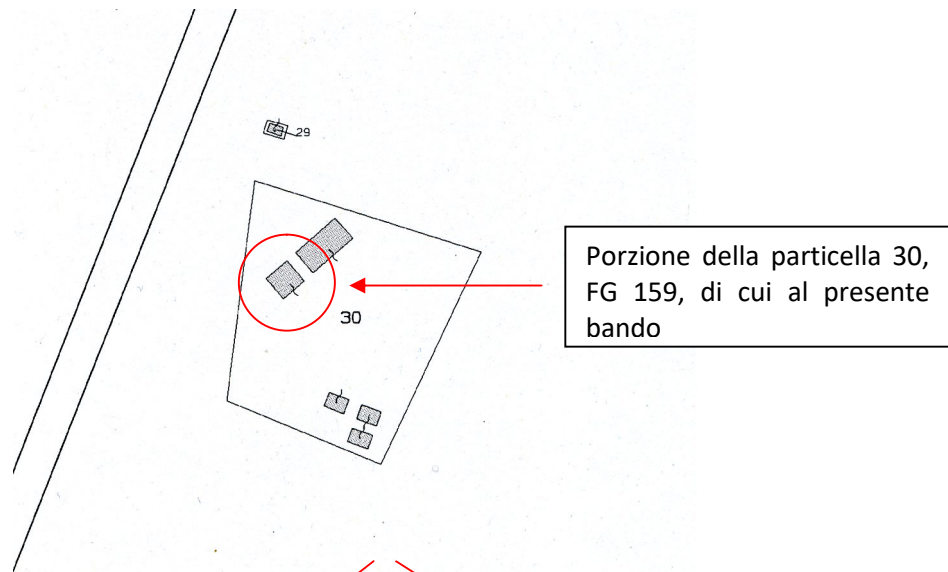 29
30
Porzione della particella 30,
FG 159, di cui al presente
bando